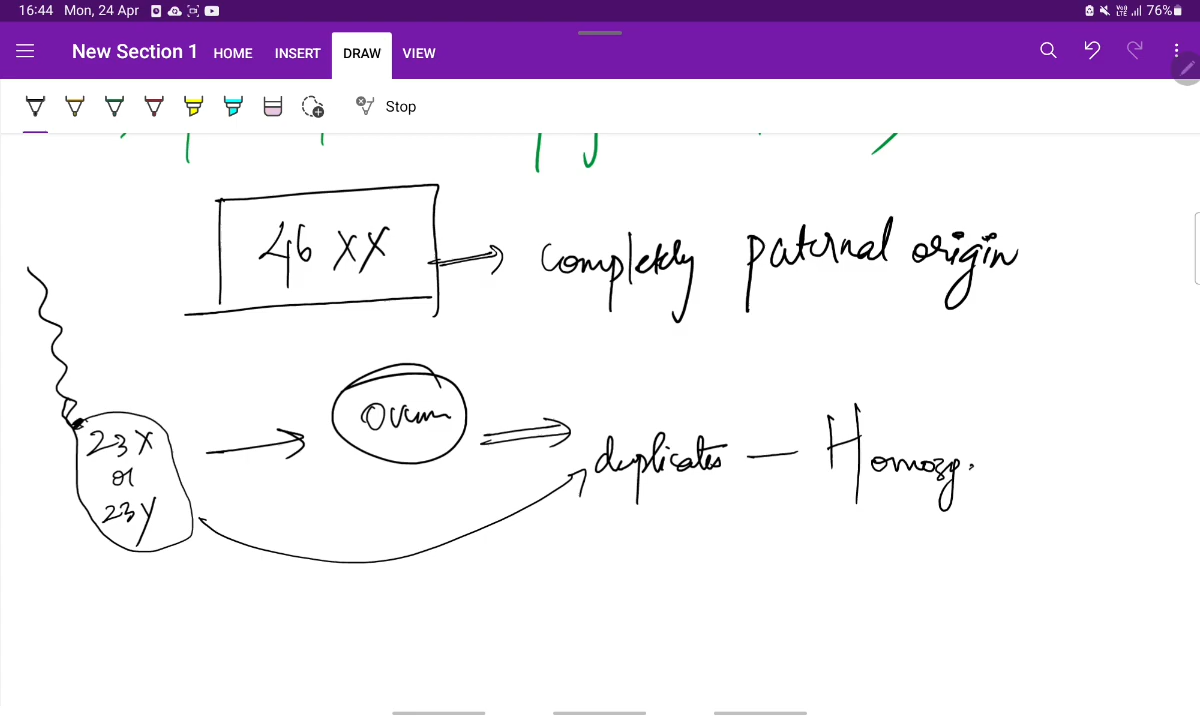 16:44 Mon, 24 Apr 76%
New Section 1 HOME INSERT DRAW VIEW
Stop
46 XX completely paternal origin
23X
or
23Y
Ovum
duplicates — Homozy.